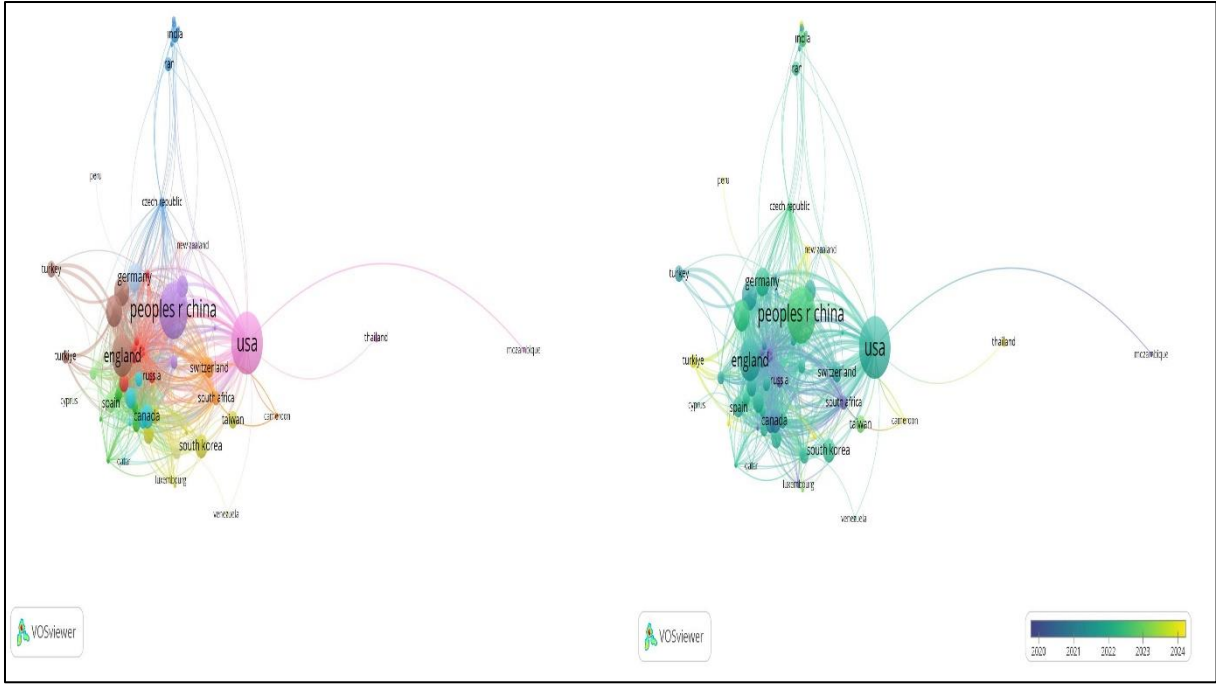 india
iran
peru
czech republic
new zealand
turkey
germany
peoples r china
usa
england
thailand
mozambique
turkiye
switzerland
russia
cyprus
spain
south africa
canada
taiwan
cameroon
south korea
qatar
luxembourg
venezuela
VOSviewer
india
iran
peru
czech republic
new zealand
turkey
germany
peoples r china
usa
england
thailand
mozambique
turkiye
switzerland
russia
cyprus
spain
south africa
canada
taiwan
cameroon
south korea
qatar
luxembourg
venezuela
VOSviewer
2020 2021 2022 2023 2024